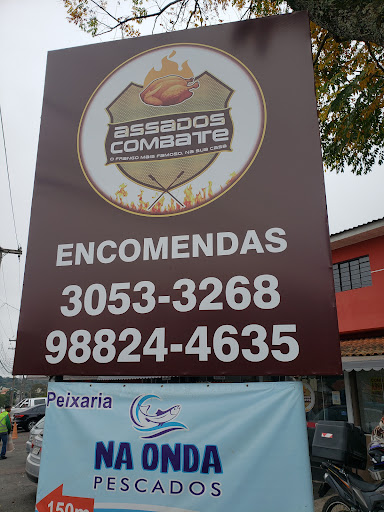 ASSADOS
COMBATE
O FRANGO MAIS FAMOSO, NA SUA CASA
ENCOMENDAS
3053-3268
98824-4635
Peixaria
NA ONDA
PESCADOS
150m